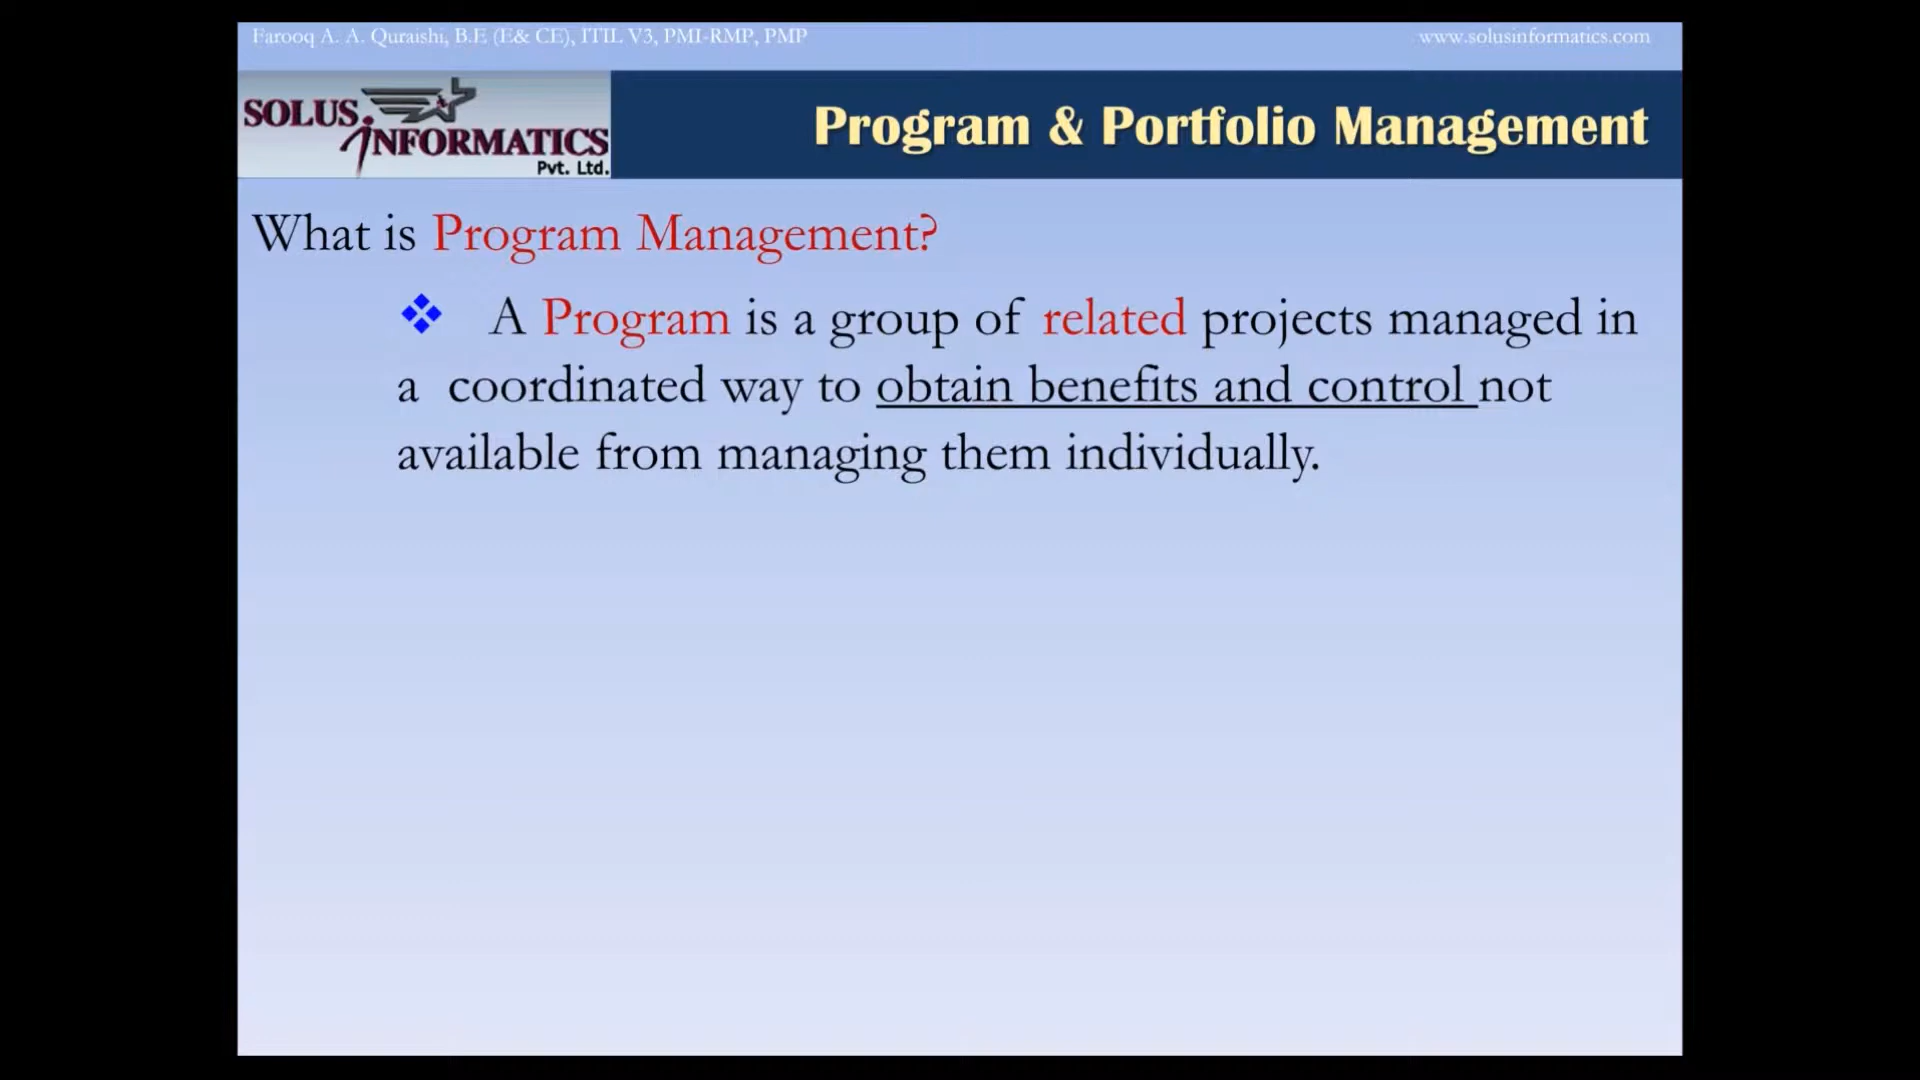 Farooq A. A. Quraishi, B.E (E& CE), ITIL V3, PMI-RMP, PMP
www.solusinformatics.com
SOLUS
INFORMATICS
Pvt. Ltd.
Program & Portfolio Management
What is Program Management?
A Program is a group of related projects managed in
a coordinated way to obtain benefits and control not
available from managing them individually.